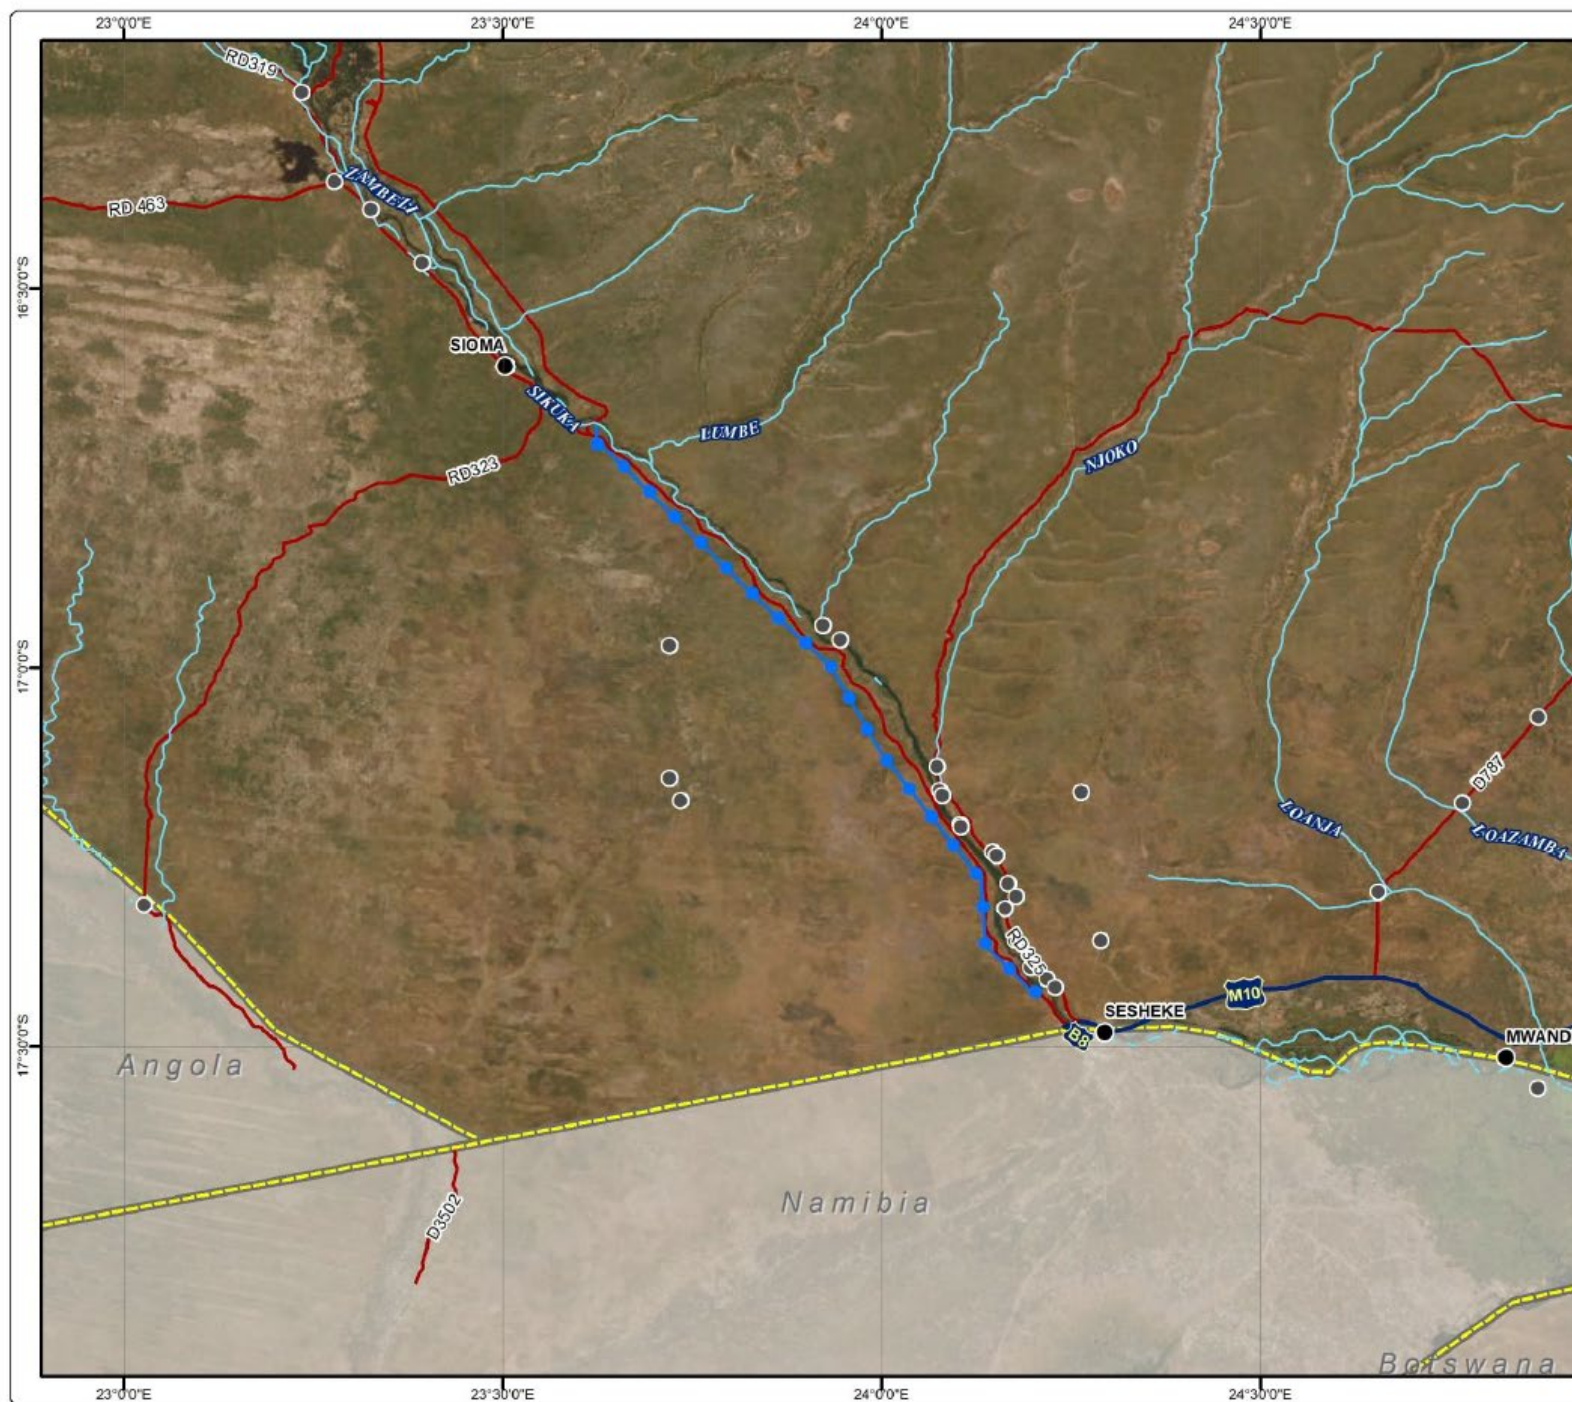 23°0'0"E
23°30'0"E
24°0'0"E
24°30'0"E
RD319
ZAMBEZI
RD 463
16°30'0"S
SIOMA
SIKUKA
LUMBE
NJOKO
RD323
17°0'0"S
D787
LOANJA
LOAZAMBA
RD325
M10
SESHEKE
B8
MWAND
17°30'0"S
Angola
Namibia
D3502
Botswana
23°0'0"E
23°30'0"E
24°0'0"E
24°30'0"E